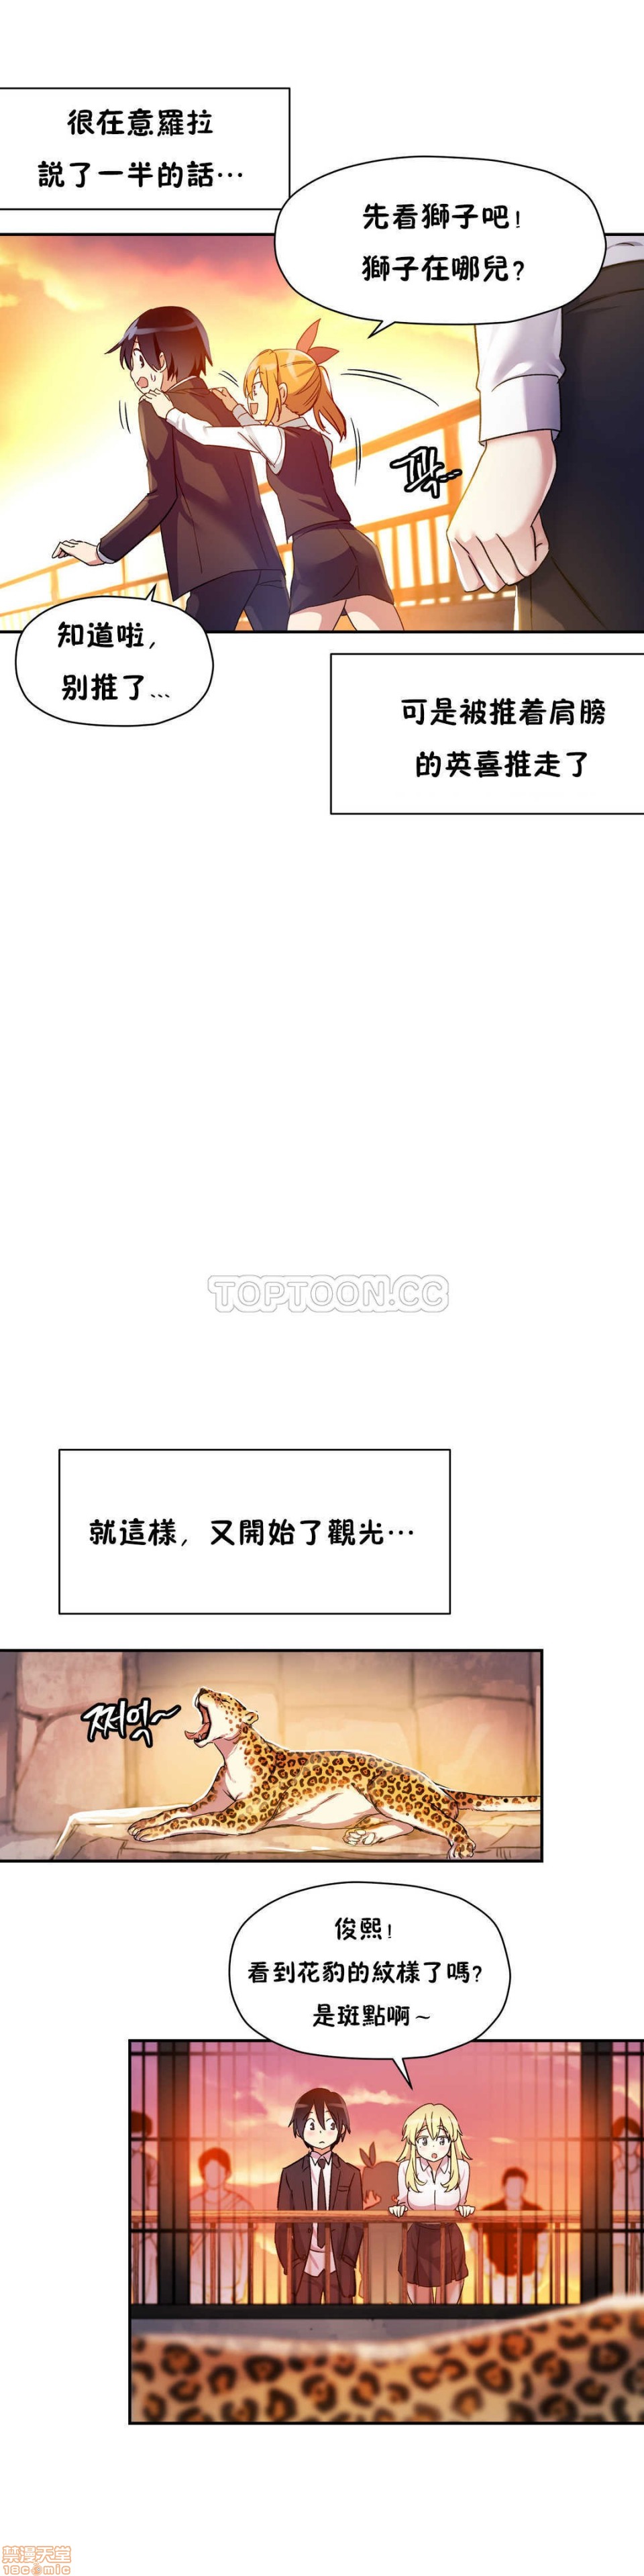 很在意羅拉
說了一半的話…
先看獅子吧!
獅子在哪兒?
꽉…
知道啦,
別推了...
可是被推着肩膀
的英喜推走了
TOPTOON.CC
就這樣, 又開始了觀光…
쩌억~
俊熙!
看到花豹的紋樣了嗎?
是斑點啊~
禁漫天堂
18comic